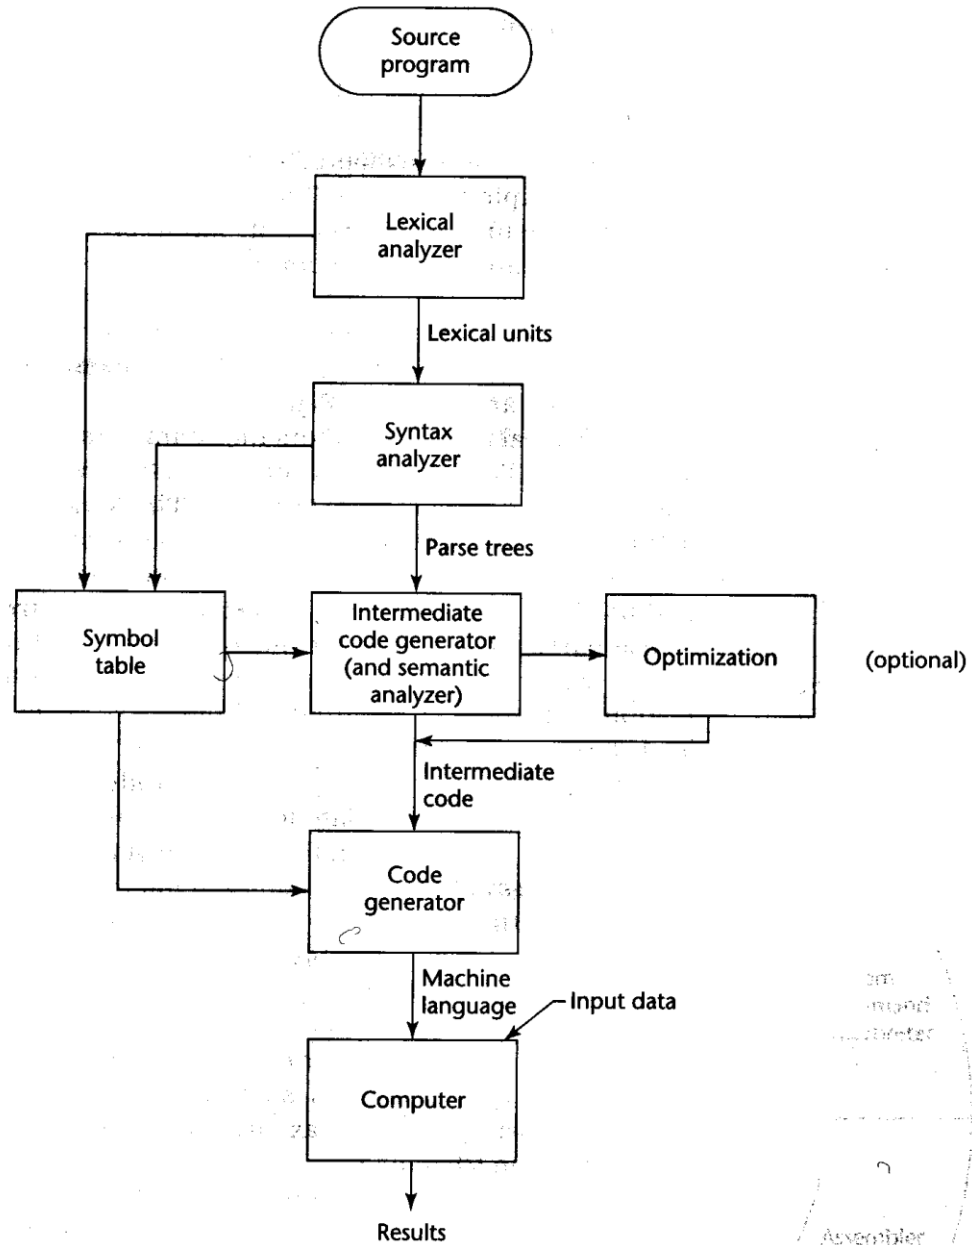 Source
program
Lexical
analyzer
Lexical units
Syntax
analyzer
Parse trees
Symbol
table
Intermediate
code generator
(and semantic
analyzer)
Optimization
(optional)
Intermediate
code
Code
generator
Machine
language
Input data
Computer
Results
Assembler